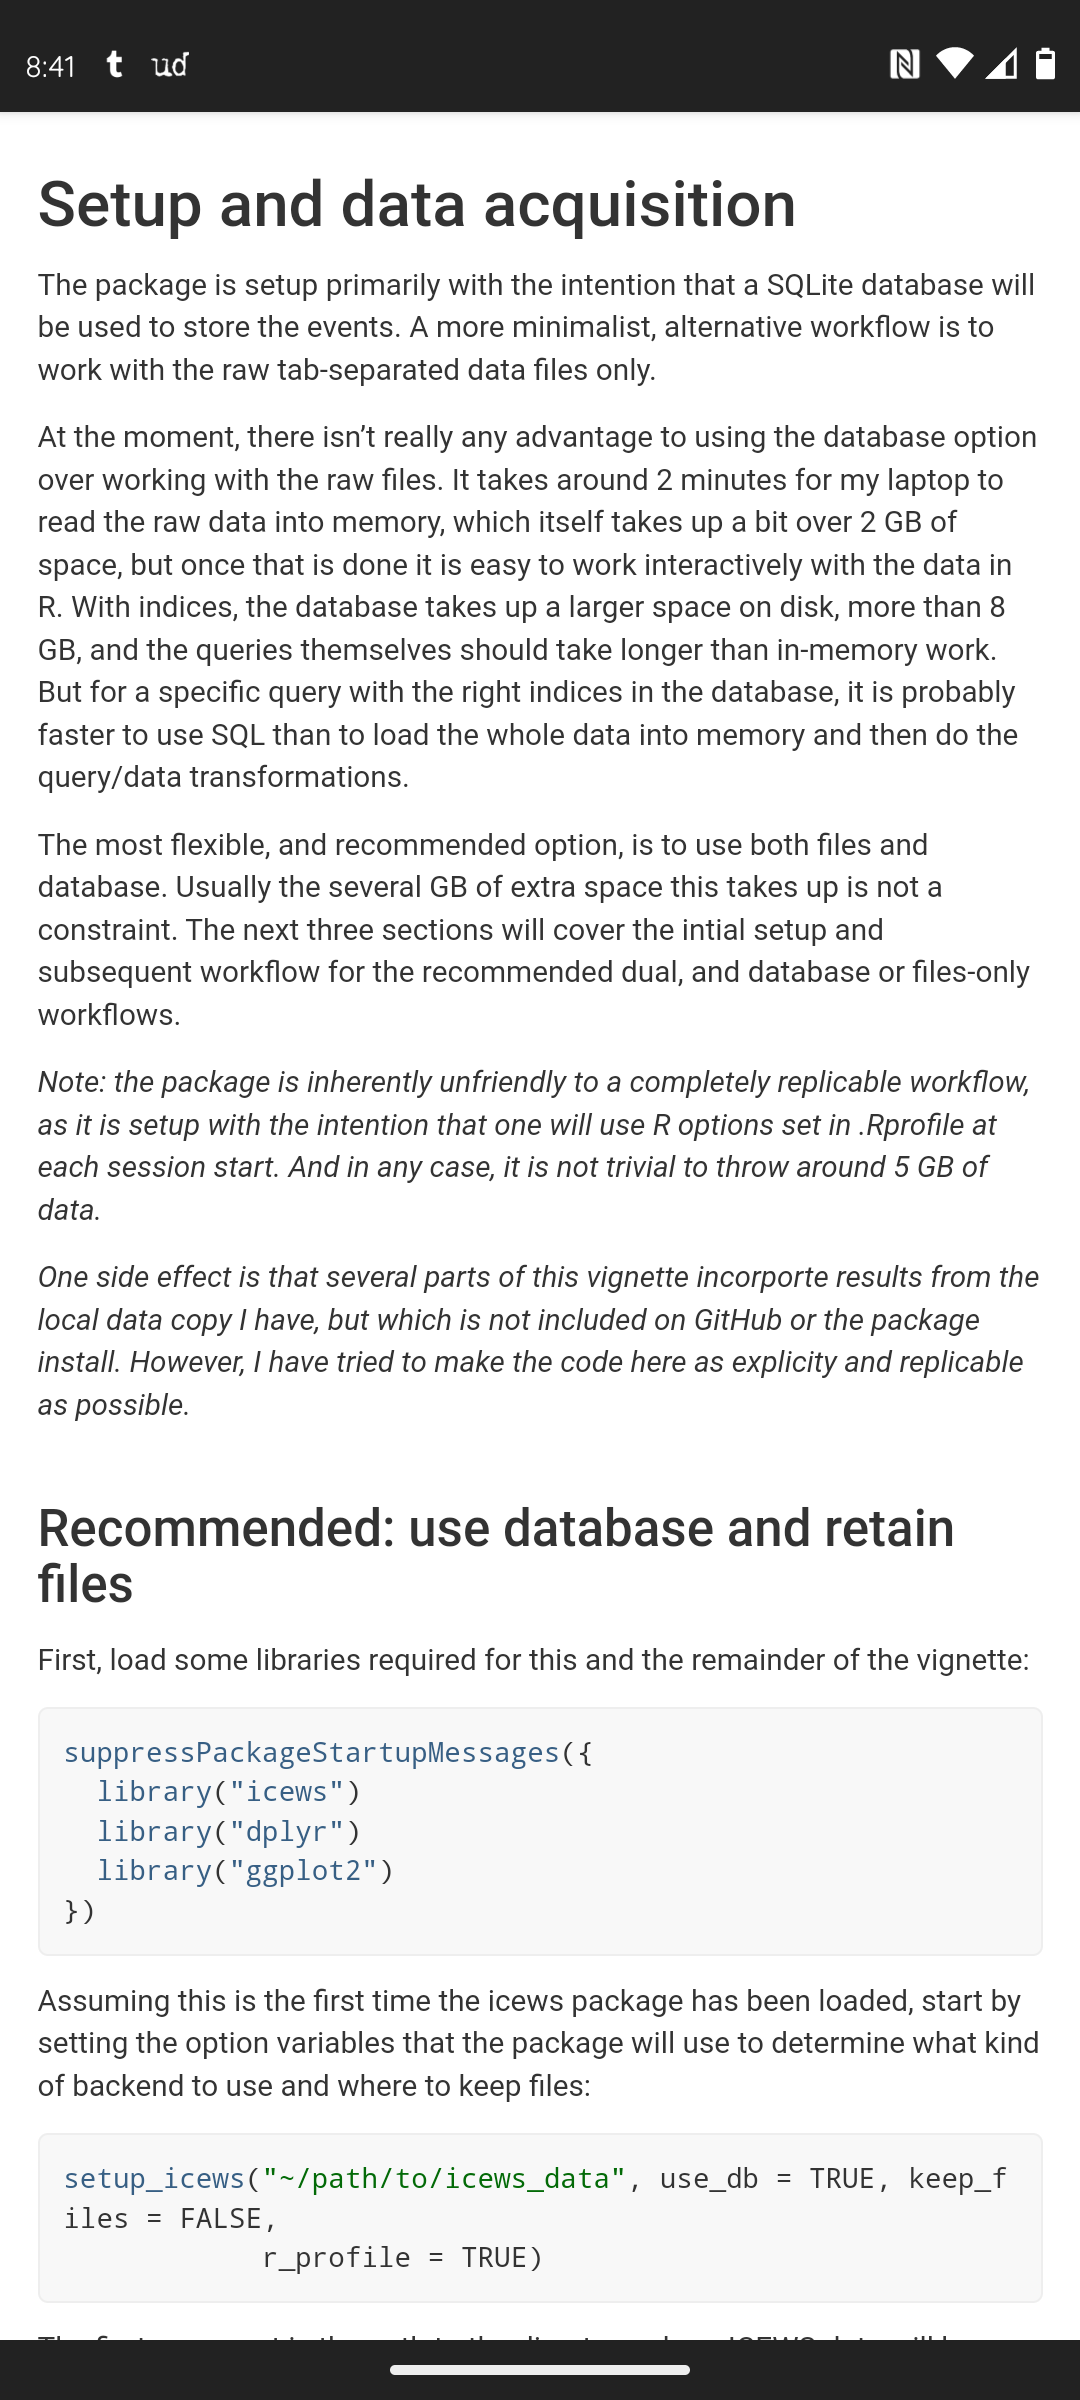 8:41 t ud
Setup and data acquisition
The package is setup primarily with the intention that a SQLite database will
be used to store the events. A more minimalist, alternative workflow is to
work with the raw tab-separated data files only.
At the moment, there isn’t really any advantage to using the database option
over working with the raw files. It takes around 2 minutes for my laptop to
read the raw data into memory, which itself takes up a bit over 2 GB of
space, but once that is done it is easy to work interactively with the data in
R. With indices, the database takes up a larger space on disk, more than 8
GB, and the queries themselves should take longer than in-memory work.
But for a specific query with the right indices in the database, it is probably
faster to use SQL than to load the whole data into memory and then do the
query/data transformations.
The most flexible, and recommended option, is to use both files and
database. Usually the several GB of extra space this takes up is not a
constraint. The next three sections will cover the intial setup and
subsequent workflow for the recommended dual, and database or files-only
workflows.
Note: the package is inherently unfriendly to a completely replicable workflow,
as it is setup with the intention that one will use R options set in .Rprofile at
each session start. And in any case, it is not trivial to throw around 5 GB of
data.
One side effect is that several parts of this vignette incorporte results from the
local data copy I have, but which is not included on GitHub or the package
install. However, I have tried to make the code here as explicity and replicable
as possible.
Recommended: use database and retain
files
First, load some libraries required for this and the remainder of the vignette:
suppressPackageStartupMessages({
  library("icews")
  library("dplyr")
  library("ggplot2")
})
Assuming this is the first time the icews package has been loaded, start by
setting the option variables that the package will use to determine what kind
of backend to use and where to keep files:
setup_icews("~/path/to/icews_data", use_db = TRUE, keep_f
iles = FALSE,
            r_profile = TRUE)